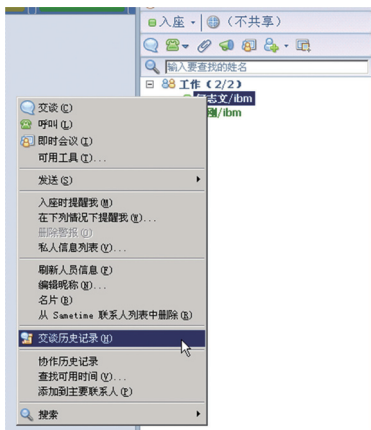 入座
(不共享)
输入要查找的姓名
工作 (2/2)
志文/ibm
/ibm
交谈(C)
呼叫(L)
即时会议(I)
可用工具(T)...
发送(S)
入座时提醒我(M)
在下列情况下提醒我(W)...
删除警报(O)
私人信息列表(Y)...
刷新人员信息(F)
编辑昵称(N)...
名片(B)
从 Sametime 联系人列表中删除(R)
交谈历史记录(H)
协作历史记录
查找可用时间(V)...
添加到主要联系人(P)
搜索